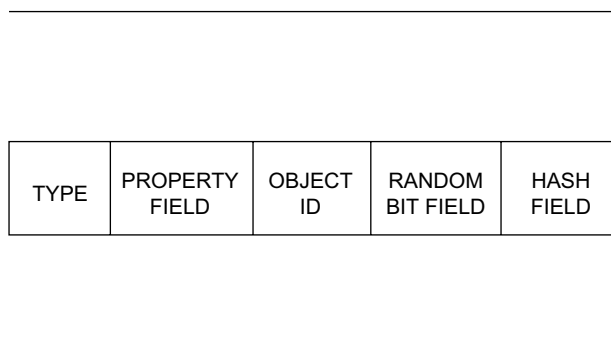 TYPE
PROPERTY
FIELD
OBJECT
ID
RANDOM
BIT FIELD
HASH
FIELD